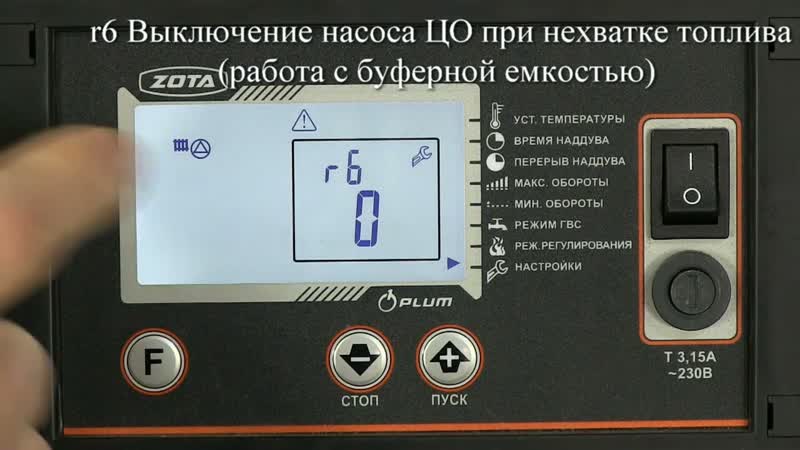 r6 Выключение насоса ЦО при нехватке топлива
(работа с буферной емкостью)
ZOTA
r6
0
УСТ. ТЕМПЕРАТУРЫ
ВРЕМЯ НАДДУВА
ПЕРЕРЫВ НАДДУВА
МАКС. ОБОРОТЫ
МИН. ОБОРОТЫ
РЕЖИМ ГВС
РЕЖ.РЕГУЛИРОВАНИЯ
НАСТРОЙКИ
PLUM
F
СТОП
ПУСК
I
O
T 3,15A
~230В